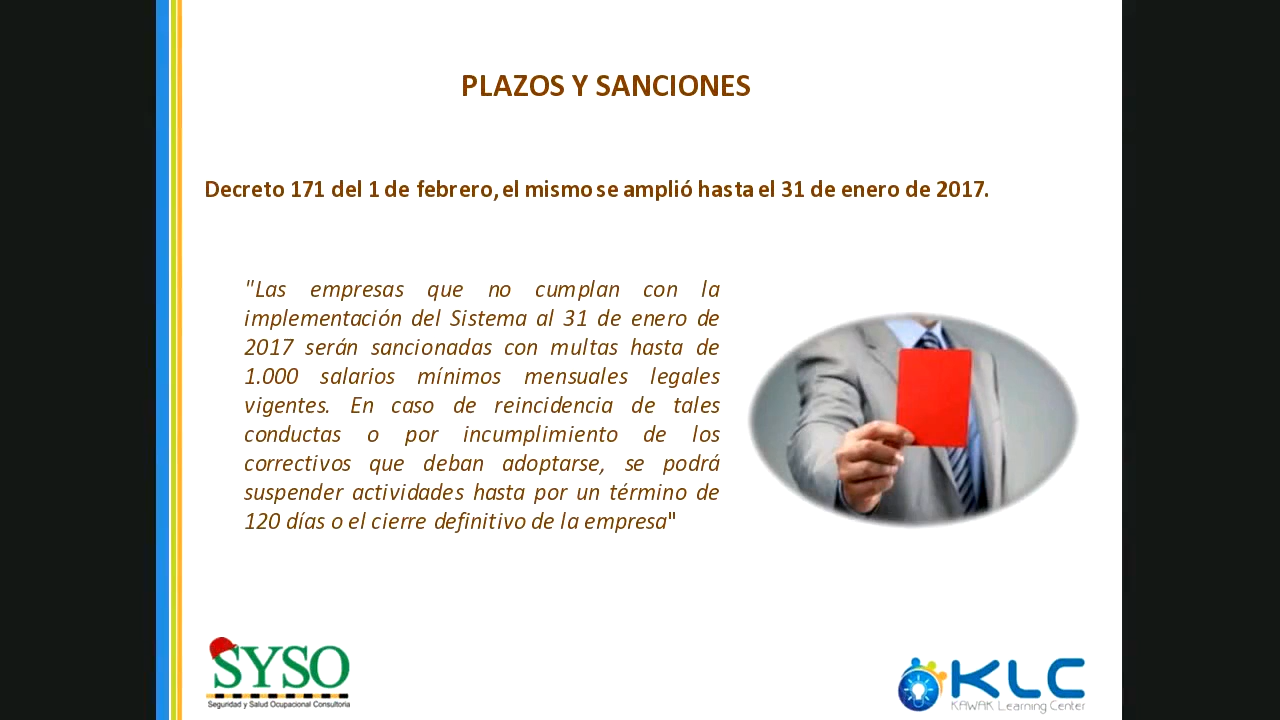 PLAZOS Y SANCIONES
Decreto 171 del 1 de febrero, el mismo se amplió hasta el 31 de enero de 2017.
"Las empresas que no cumplan con la
implementación del Sistema al 31 de enero de
2017 serán sancionadas con multas hasta de
1.000 salarios mínimos mensuales legales
vigentes. En caso de reincidencia de tales
conductas o por incumplimiento de los
correctivos que deban adoptarse, se podrá
suspender actividades hasta por un término de
120 días o el cierre definitivo de la empresa"
SYSO
Seguridad y Salud Ocupacional Consultoria
KLC
KAWAK Learning Center